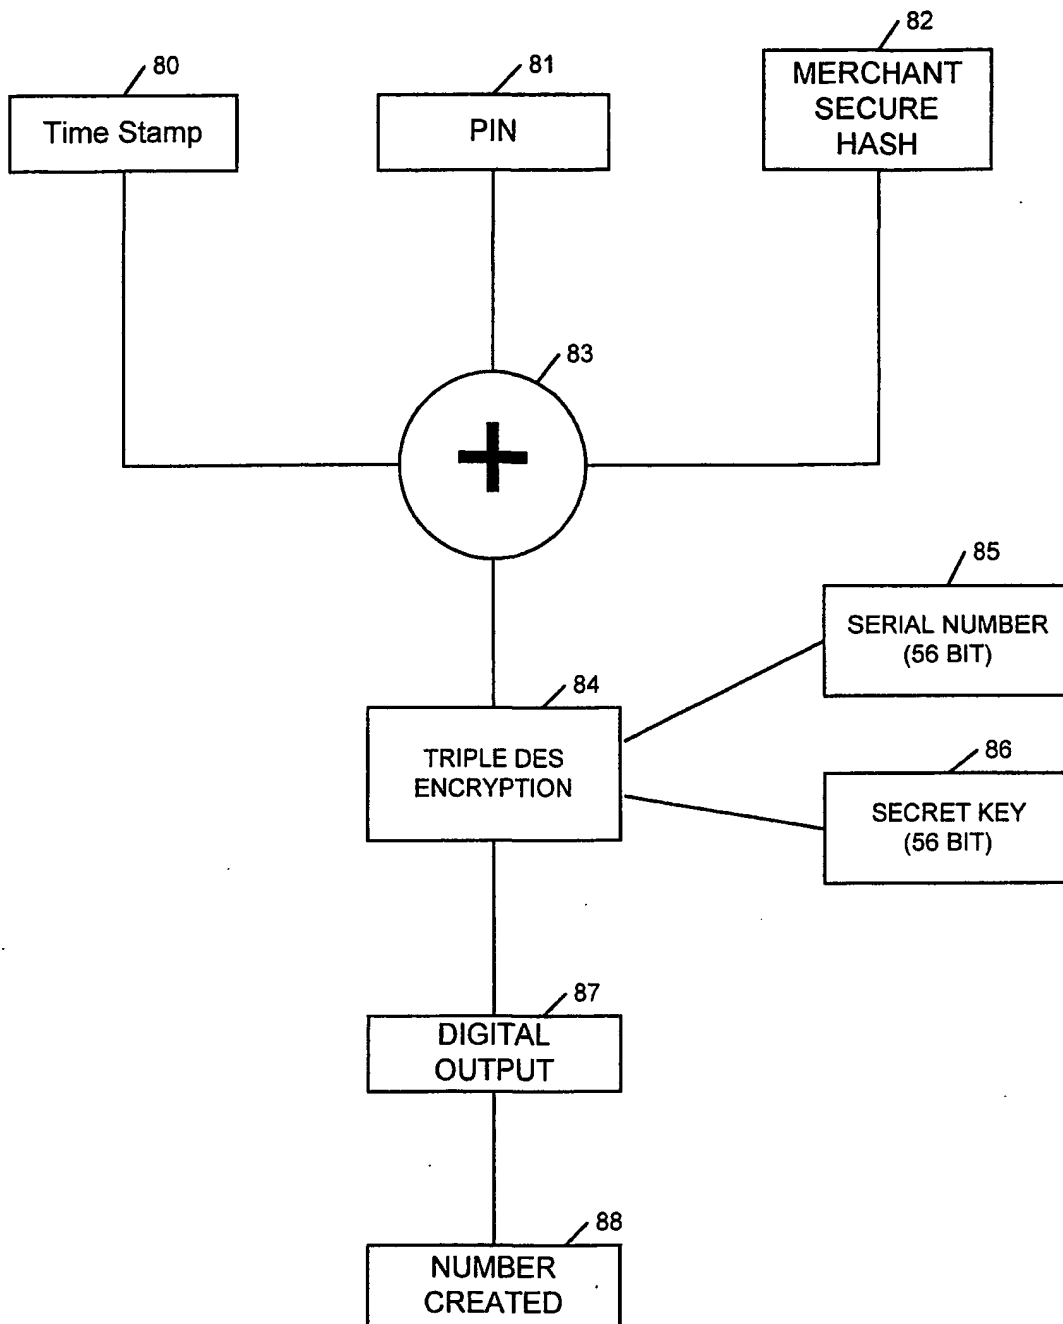 80
Time Stamp
81
PIN
82
MERCHANT
SECURE
HASH
83
+
84
TRIPLE DES
ENCRYPTION
85
SERIAL NUMBER
(56 BIT)
86
SECRET KEY
(56 BIT)
87
DIGITAL
OUTPUT
88
NUMBER
CREATED